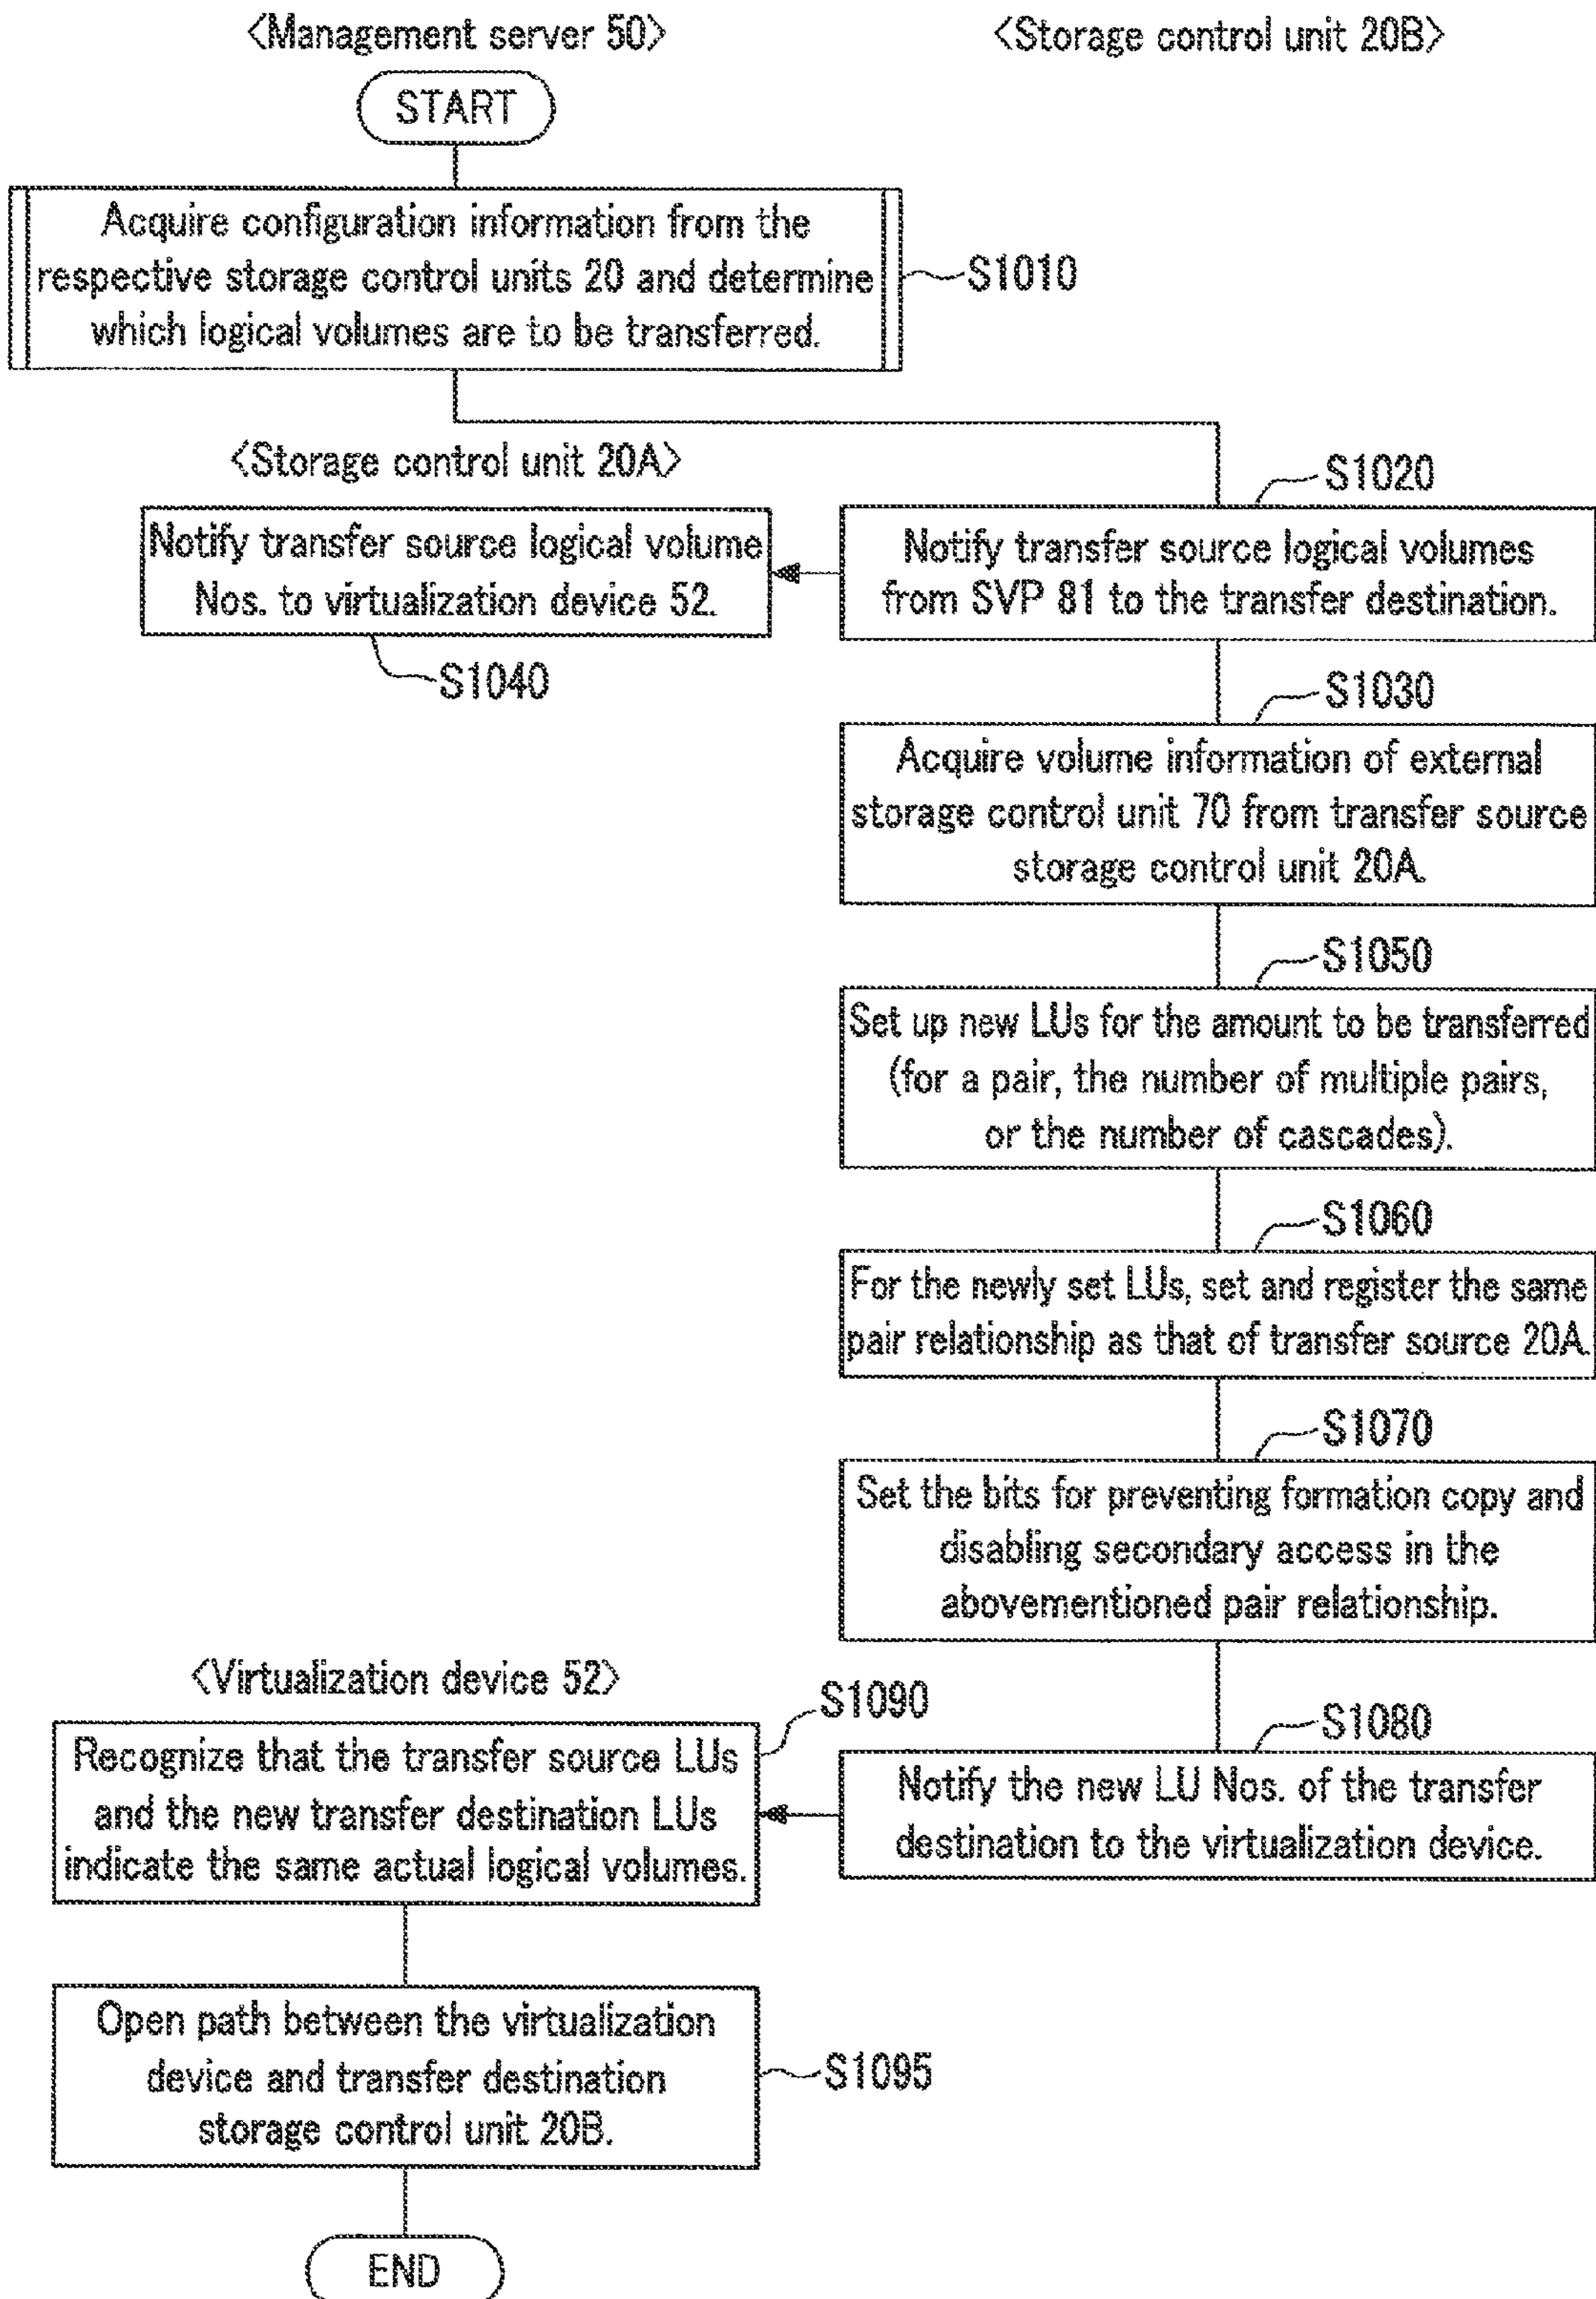 <Management server 50>
<Storage control unit 20B>
START
Acquire configuration information from the
respective storage control units 20 and determine
which logical volumes are to be transferred.
S1010
<Storage control unit 20A>
S1020
Notify transfer source logical volume
Nos. to virtualization device 52.
S1040
Notify transfer source logical volumes
from SVP 81 to the transfer destination.
S1030
Acquire volume information of external
storage control unit 70 from transfer source
storage control unit 20A.
S1050
Set up new LUs for the amount to be transferred
(for a pair, the number of multiple pairs,
or the number of cascades).
S1060
For the newly set LUs, set and register the same
pair relationship as that of transfer source 20A.
S1070
Set the bits for preventing formation copy and
disabling secondary access in the
abovementioned pair relationship.
S1080
Notify the new LU Nos. of the transfer
destination to the virtualization device.
<Virtualization device 52>
S1090
Recognize that the transfer source LUs
and the new transfer destination LUs
indicate the same actual logical volumes.
Open path between the virtualization
device and transfer destination
storage control unit 20B.
S1095
END